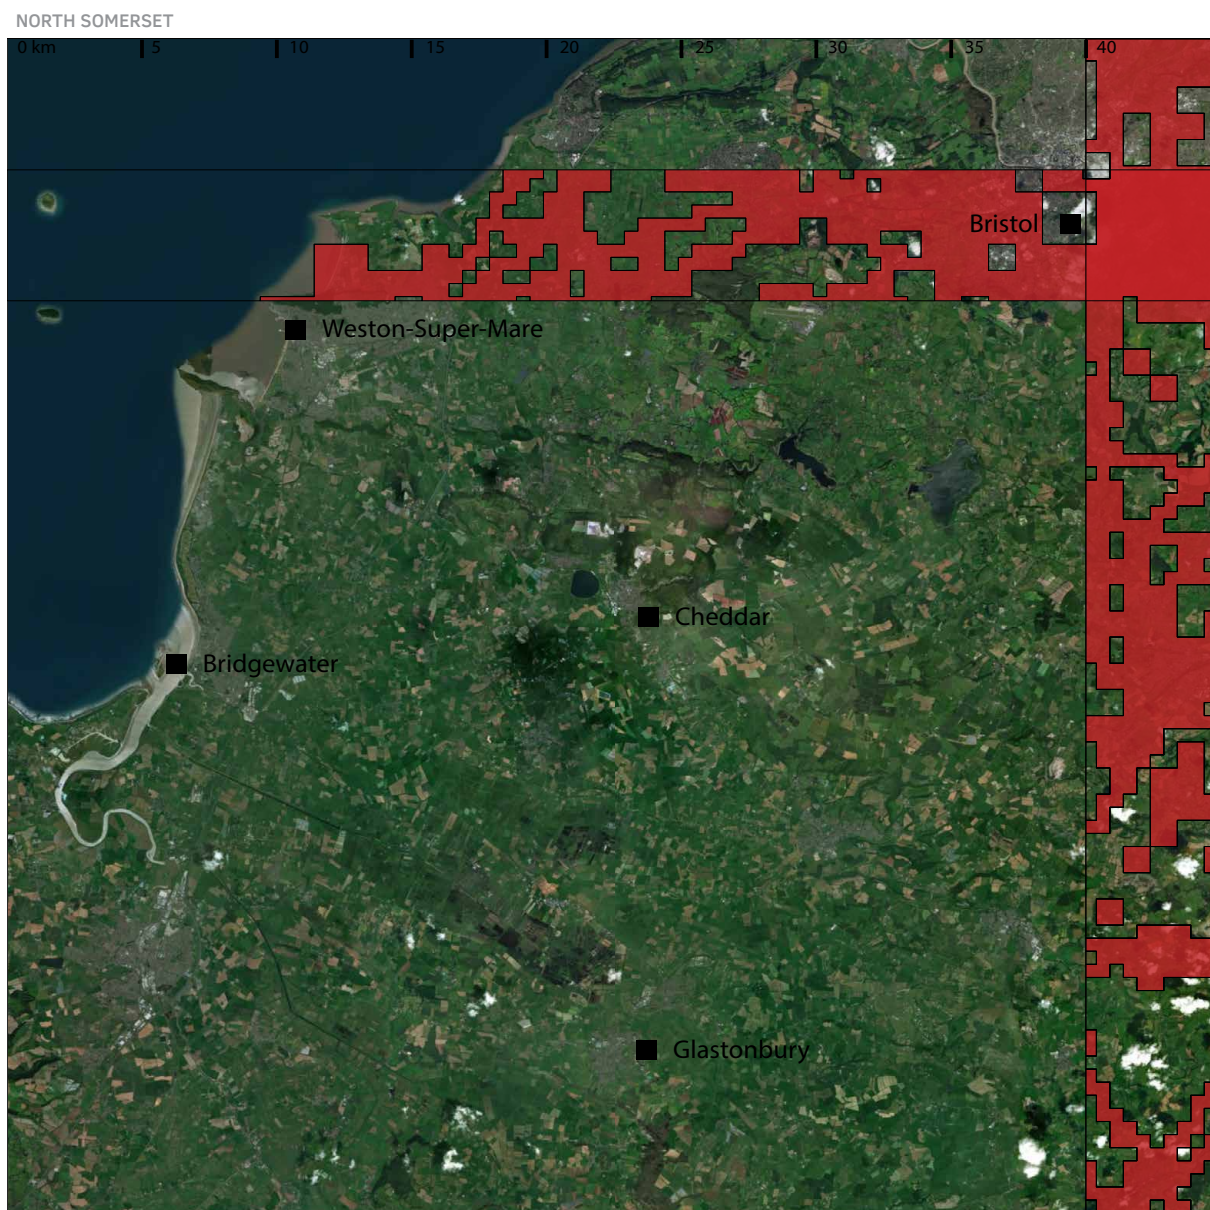 NORTH SOMERSET
0 km 5 10 15 20 25 30 35 40
Bristol
Weston-Super-Mare
Cheddar
Bridgewater
Glastonbury